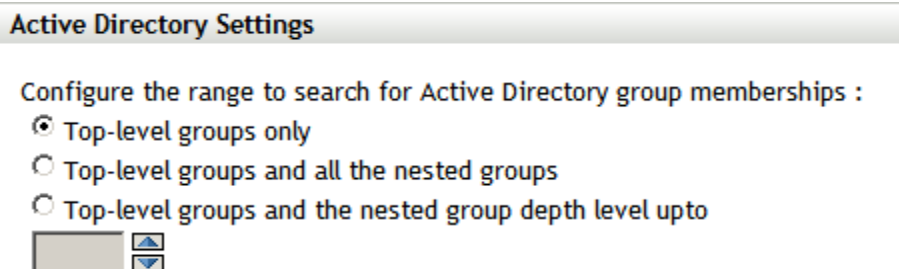 Active Directory Settings
Configure the range to search for Active Directory group memberships :
Top-level groups only
Top-level groups and all the nested groups
Top-level groups and the nested group depth level upto